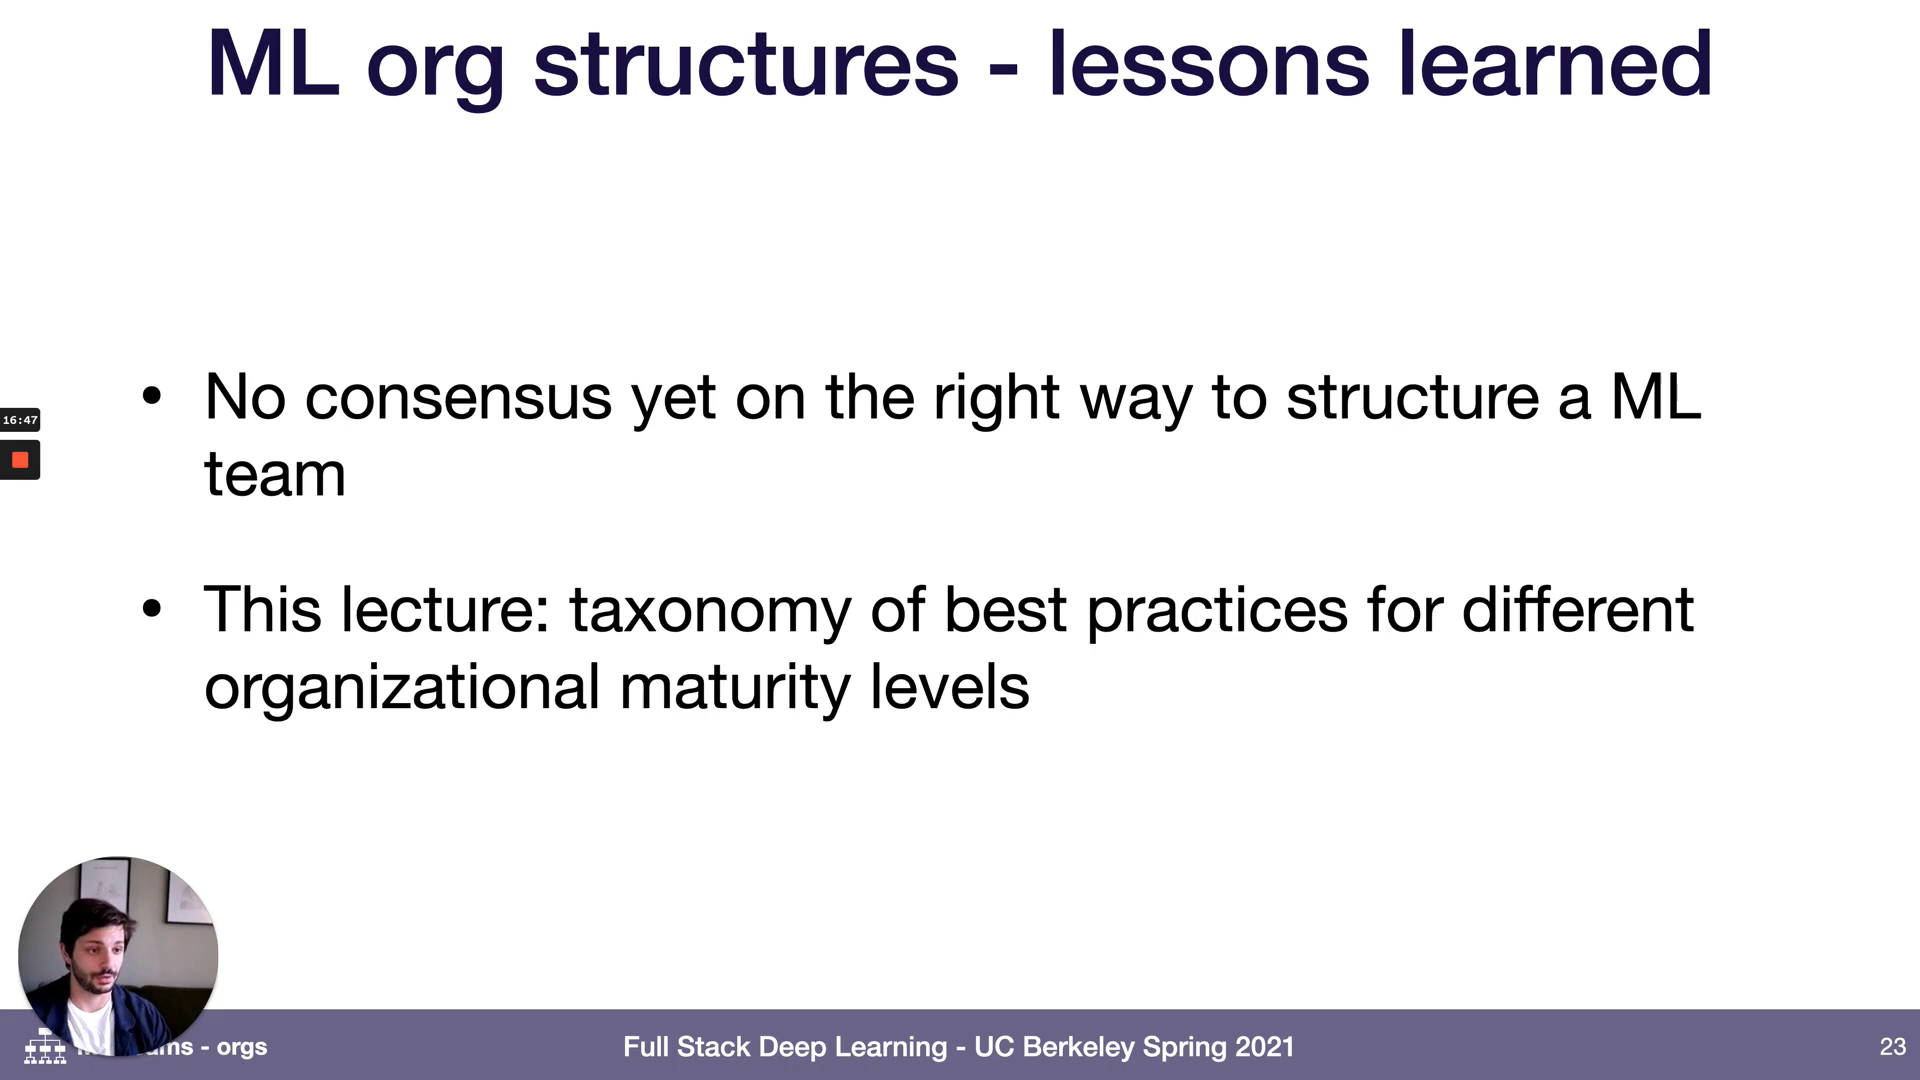 ML org structures - lessons learned
• No consensus yet on the right way to structure a ML
team
• This lecture: taxonomy of best practices for different
organizational maturity levels
16:47
- orgs
Full Stack Deep Learning - UC Berkeley Spring 2021
23